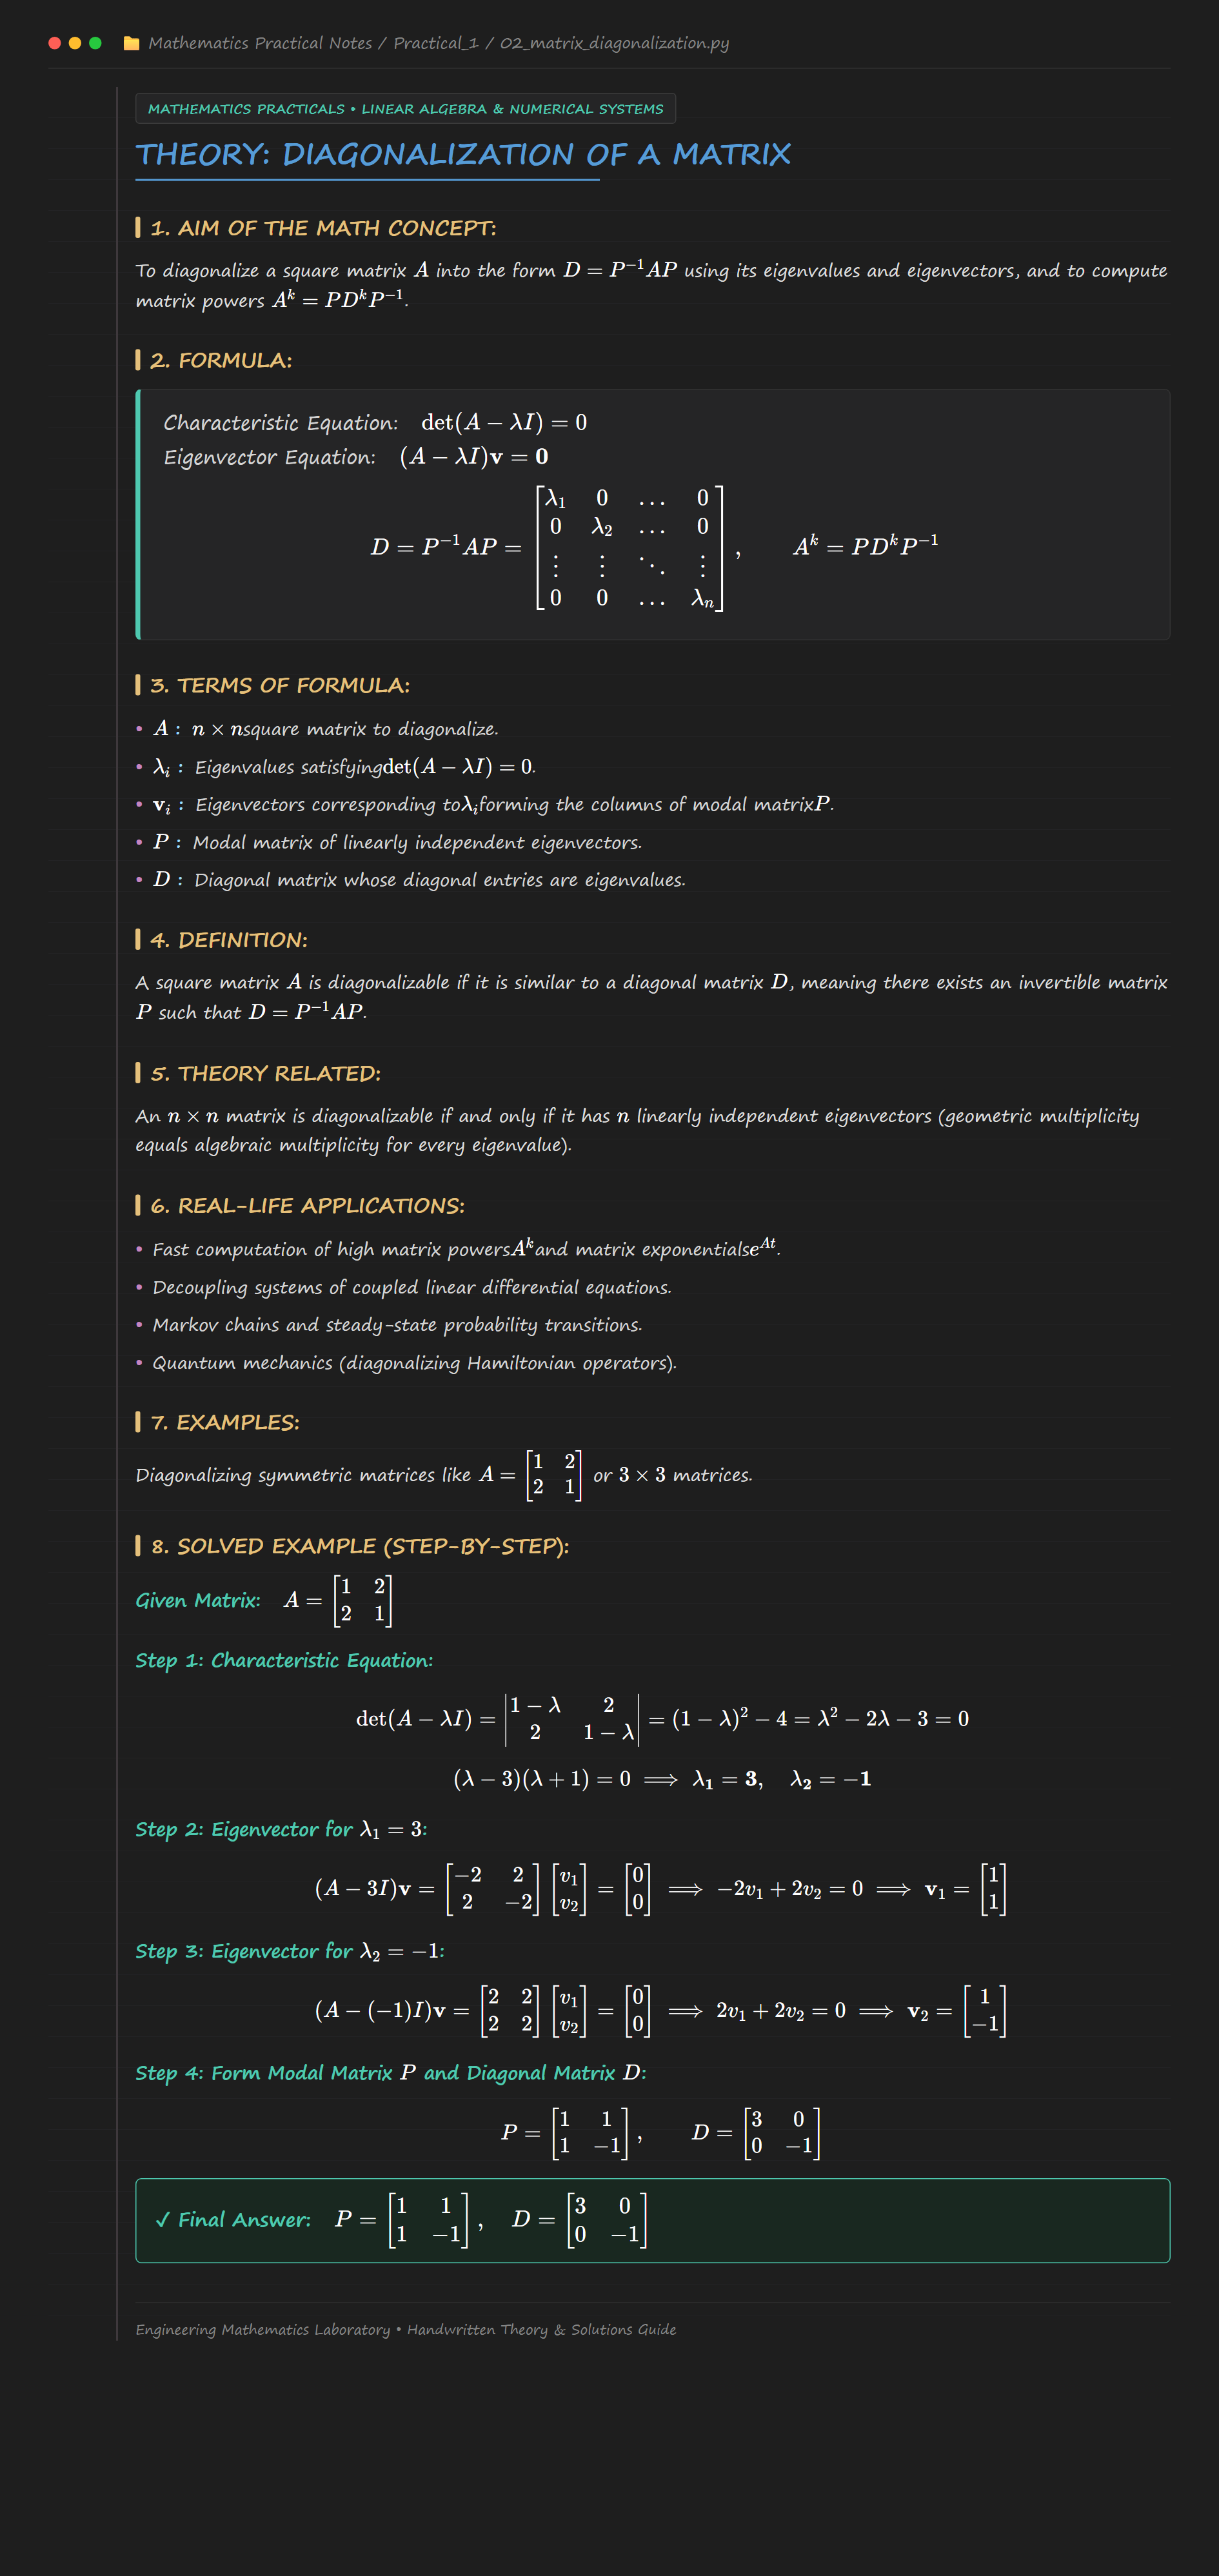 Mathematics Practical Notes / Practical_1 / 02_matrix_diagonalization.py
MATHEMATICS PRACTICALS • LINEAR ALGEBRA & NUMERICAL SYSTEMS
THEORY: DIAGONALIZATION OF A MATRIX
1. AIM OF THE MATH CONCEPT:
To diagonalize a square matrix A into the form D = P⁻¹AP using its eigenvalues and eigenvectors, and to compute
matrix powers Aᵏ = PDᵏP⁻¹.
2. FORMULA:
Characteristic Equation: det(A − λI) = 0
Eigenvector Equation: (A − λI)v = 0
D = P⁻¹AP = [λ₁ 0 … 0; 0 λ₂ … 0; ⋮ ⋮ ⋱ ⋮; 0 0 … λₙ], Aᵏ = PDᵏP⁻¹
3. TERMS OF FORMULA:
• A : n × nsquare matrix to diagonalize.
• λᵢ : Eigenvalues satisfyingdet(A − λI) = 0.
• vᵢ : Eigenvectors corresponding toλᵢforming the columns of modal matrixP.
• P : Modal matrix of linearly independent eigenvectors.
• D : Diagonal matrix whose diagonal entries are eigenvalues.
4. DEFINITION:
A square matrix A is diagonalizable if it is similar to a diagonal matrix D, meaning there exists an invertible matrix
P such that D = P⁻¹AP.
5. THEORY RELATED:
An n × n matrix is diagonalizable if and only if it has n linearly independent eigenvectors (geometric multiplicity
equals algebraic multiplicity for every eigenvalue).
6. REAL-LIFE APPLICATIONS:
• Fast computation of high matrix powersAᵏand matrix exponentialseᴬᵗ.
• Decoupling systems of coupled linear differential equations.
• Markov chains and steady-state probability transitions.
• Quantum mechanics (diagonalizing Hamiltonian operators).
7. EXAMPLES:
Diagonalizing symmetric matrices like A = [1 2; 2 1] or 3 × 3 matrices.
8. SOLVED EXAMPLE (STEP-BY-STEP):
Given Matrix: A = [1 2; 2 1]
Step 1: Characteristic Equation:
det(A − λI) = |1 − λ 2; 2 1 − λ| = (1 − λ)² − 4 = λ² − 2λ − 3 = 0
(λ − 3)(λ + 1) = 0 ⟹ λ₁ = 3, λ₂ = −1
Step 2: Eigenvector for λ₁ = 3:
(A − 3I)v = [−2 2; 2 −2] [v₁; v₂] = [0; 0] ⟹ −2v₁ + 2v₂ = 0 ⟹ v₁ = [1; 1]
Step 3: Eigenvector for λ₂ = −1:
(A − (−1)I)v = [2 2; 2 2] [v₁; v₂] = [0; 0] ⟹ 2v₁ + 2v₂ = 0 ⟹ v₂ = [1; −1]
Step 4: Form Modal Matrix P and Diagonal Matrix D:
P = [1 1; 1 −1], D = [3 0; 0 −1]
✓ Final Answer: P = [1 1; 1 −1], D = [3 0; 0 −1]
Engineering Mathematics Laboratory • Handwritten Theory & Solutions Guide